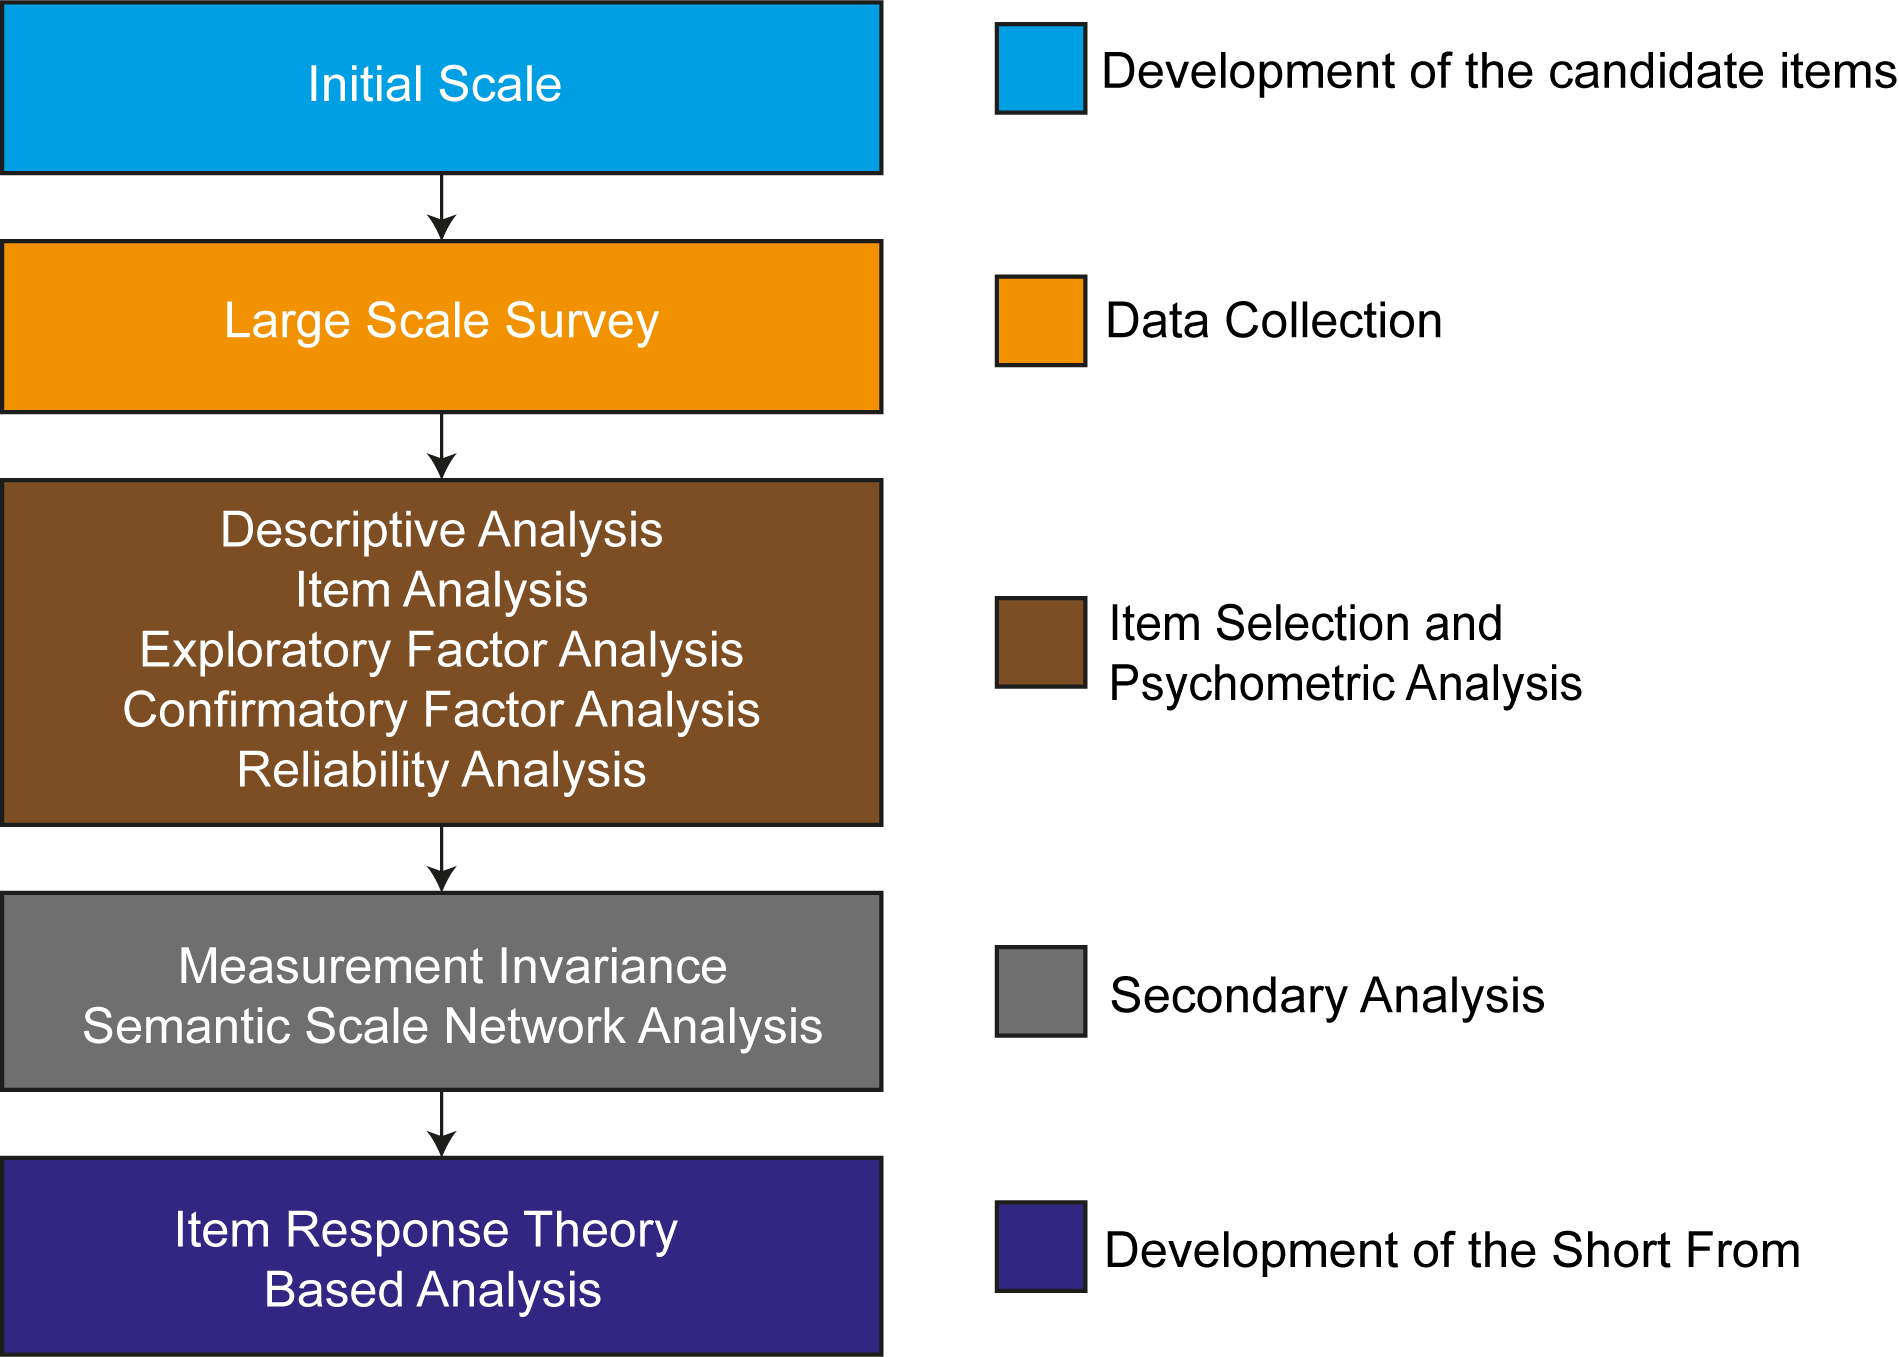 Initial Scale
Development of the candidate items
Large Scale Survey
Data Collection
Descriptive Analysis
Item Analysis
Exploratory Factor Analysis
Confirmatory Factor Analysis
Reliability Analysis
Item Selection and
Psychometric Analysis
Measurement Invariance
Semantic Scale Network Analysis
Secondary Analysis
Item Response Theory
Based Analysis
Development of the Short From